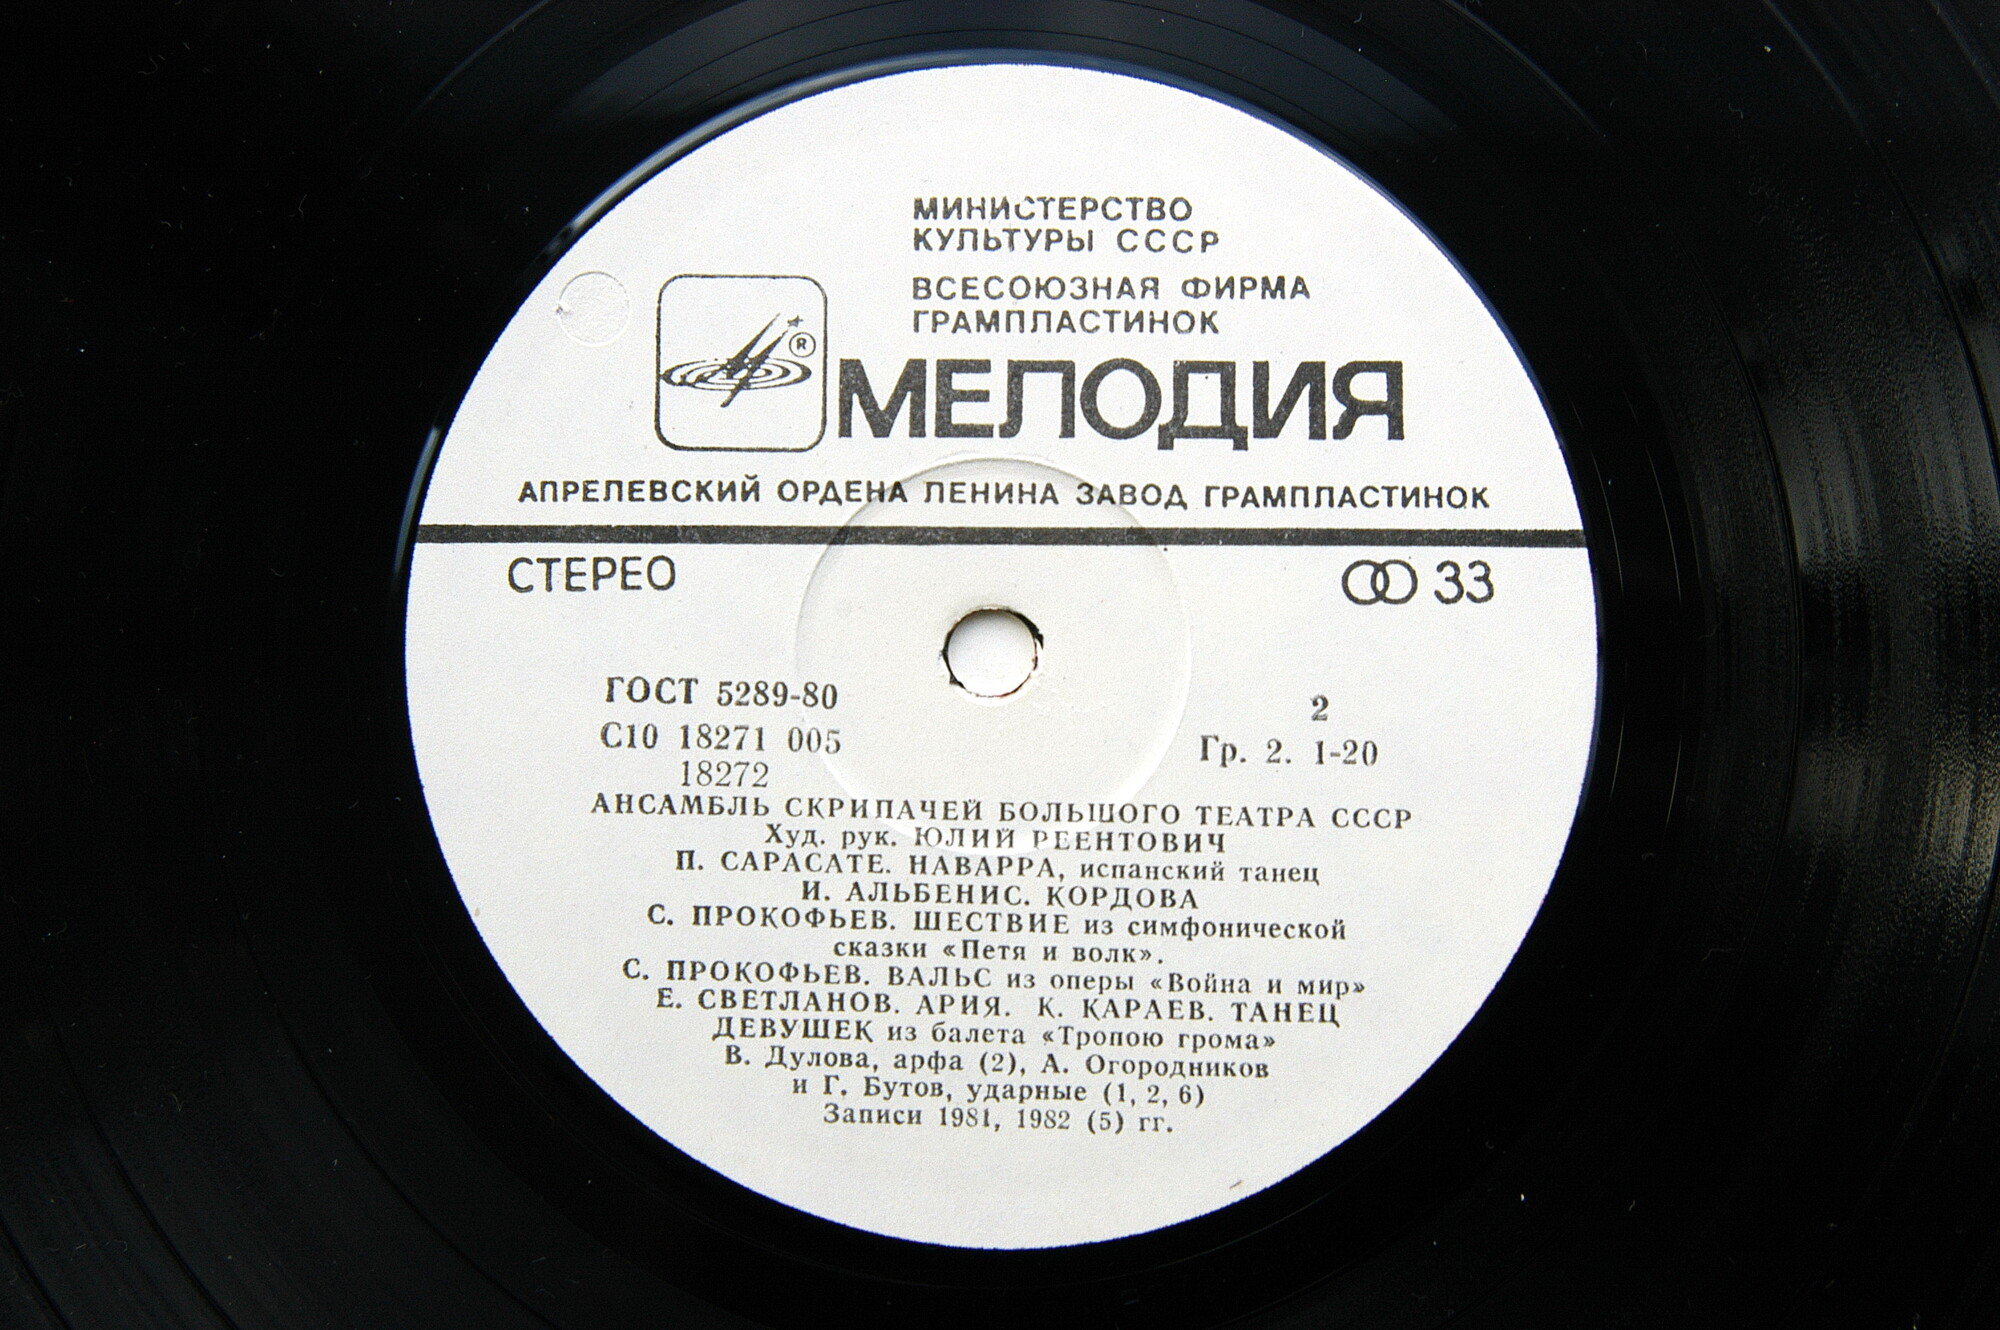 МИНИСТЕРСТВО
КУЛЬТУРЫ СССР
ВСЕСОЮЗНАЯ ФИРМА
ГРАМПЛАСТИНОК
®
МЕЛОДИЯ
АПРЕЛЕВСКИЙ ОРДЕНА ЛЕНИНА ЗАВОД ГРАМПЛАСТИНОК
СТЕРЕО 33
ГОСТ 5289-80
2
С10 18271 005
Гр. 2. 1-20
18272
АНСАМБЛЬ СКРИПАЧЕЙ БОЛЬШОГО ТЕАТРА СССР
Худ. рук. ЮЛИЙ РЕЕНТОВИЧ
П. САРАСАТЕ. НАВАРРА, испанский танец
И. АЛЬБЕНИС. КОРДОВА
С. ПРОКОФЬЕВ. ШЕСТВИЕ из симфонической
сказки «Петя и волк».
С. ПРОКОФЬЕВ. ВАЛЬС из оперы «Война и мир»
Е. СВЕТЛАНОВ. АРИЯ. К. КАРАЕВ. ТАНЕЦ
ДЕВУШЕК из балета «Тропою грома»
В. Дулова, арфа (2), А. Огородников
и Г. Бутов, ударные (1, 2, 6)
Записи 1981, 1982 (5) гг.